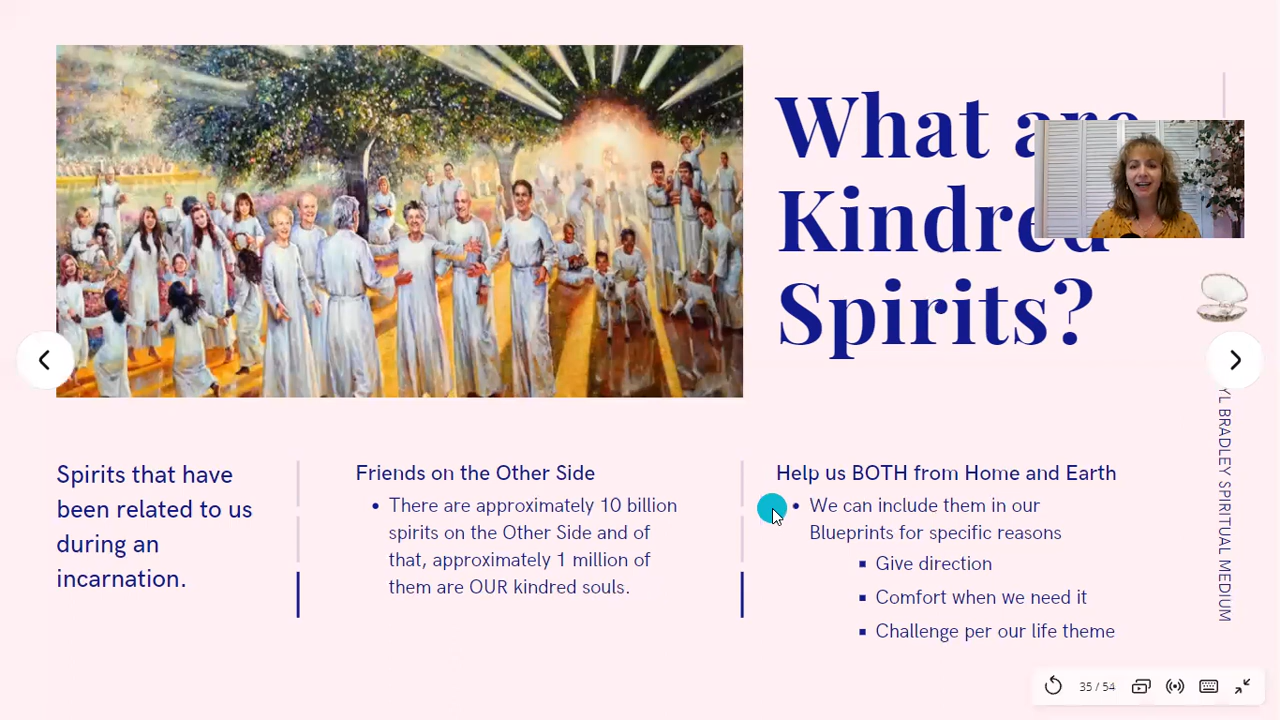 What are
Kindred
Spirits?
Spirits that have
been related to us
during an
incarnation.
Friends on the Other Side
• There are approximately 10 billion
spirits on the Other Side and of
that, approximately 1 million of
them are OUR kindred souls.
Help us BOTH from Home and Earth
• We can include them in our
Blueprints for specific reasons
▪ Give direction
▪ Comfort when we need it
▪ Challenge per our life theme
BRADLEY SPIRITUAL MEDIUM
35 / 54